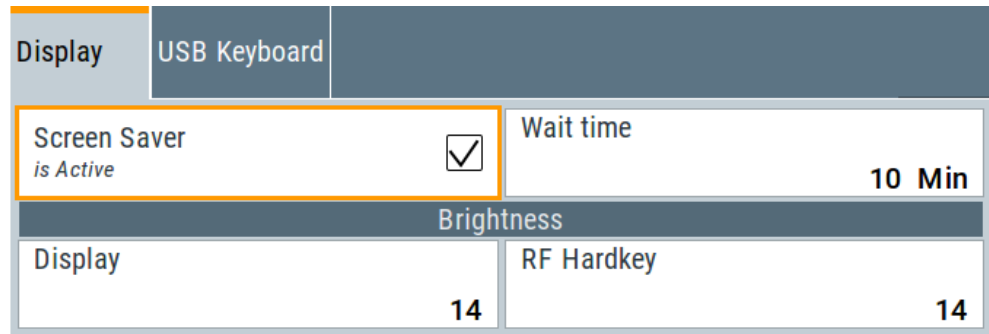 Display USB Keyboard
Screen Saver
is Active
Wait time
10 Min
Brightness
Display
14
RF Hardkey
14